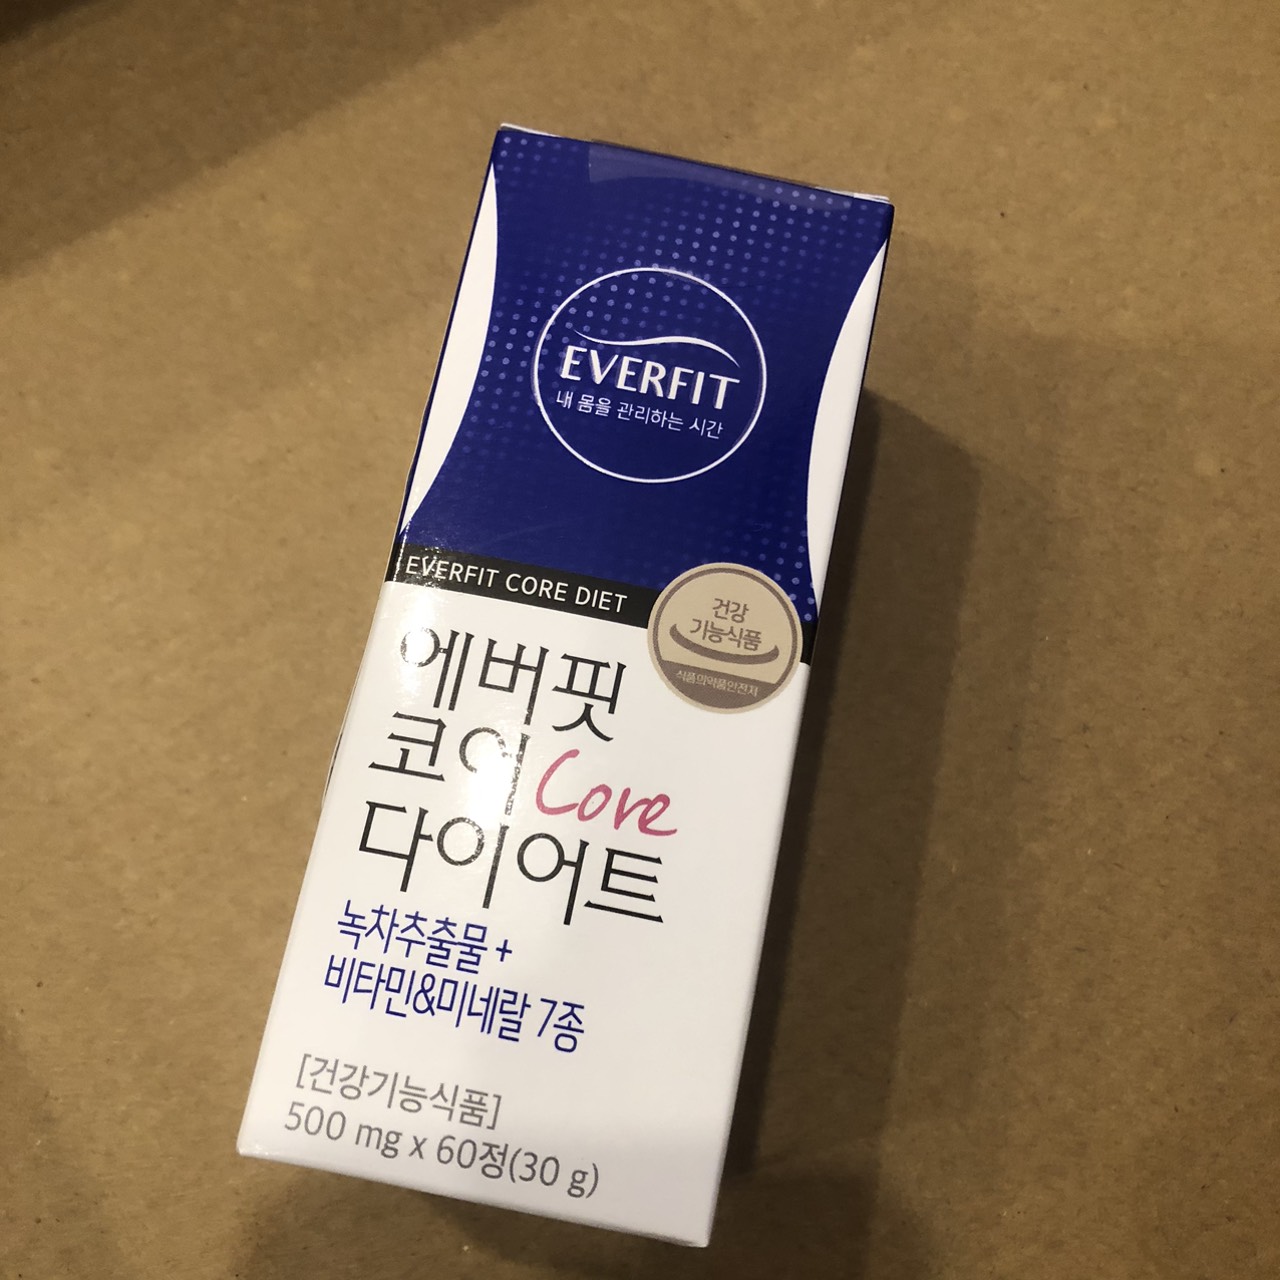 EVERFIT
내 몸을 관리하는 시간
EVERFIT CORE DIET
건강
기능식품
식품의약품안전처
에버핏
코어 Core
다이어트
녹차추출물 +
비타민&미네랄 7종
[건강기능식품]
500 mg x 60정(30 g)